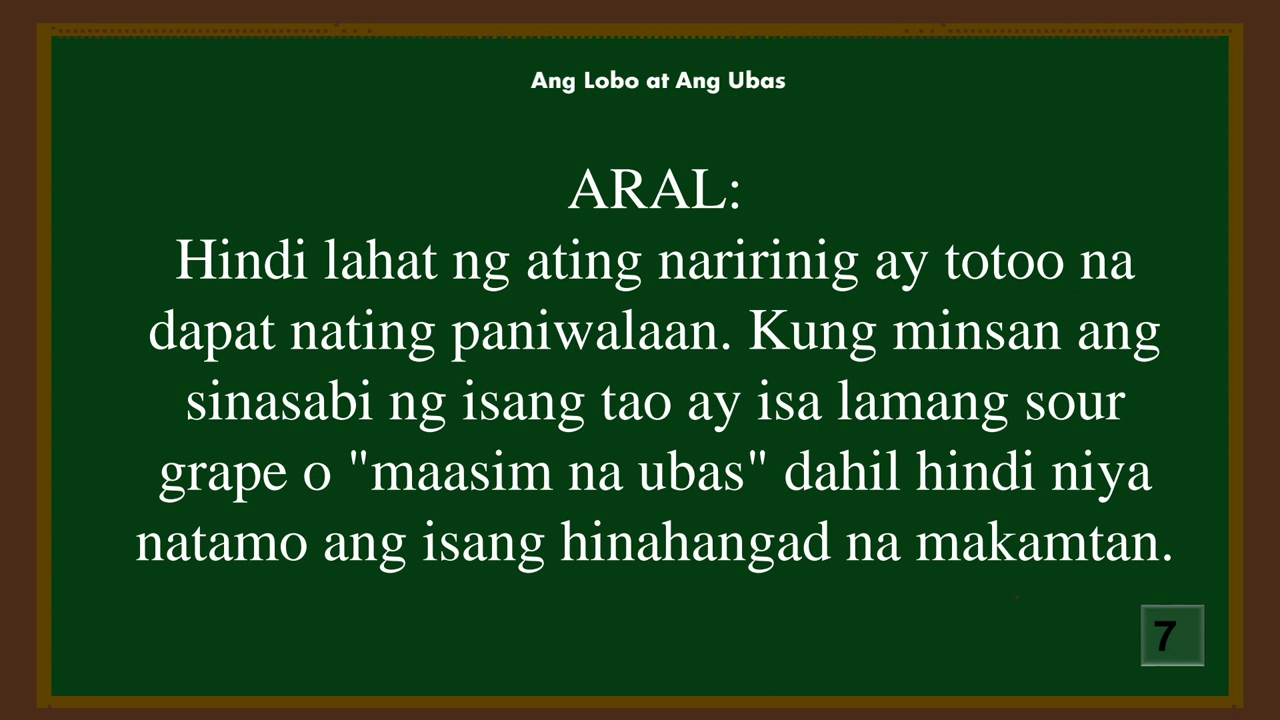 Ang Lobo at Ang Ubas
ARAL:
Hindi lahat ng ating naririnig ay totoo na
dapat nating paniwalaan. Kung minsan ang
sinasabi ng isang tao ay isa lamang sour
grape o "maasim na ubas" dahil hindi niya
natamo ang isang hinahangad na makamtan.
7